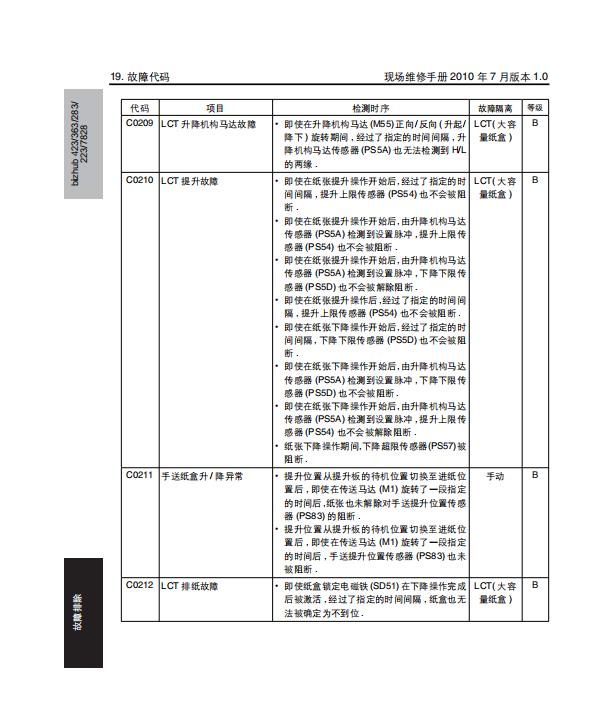 19. 故障代码
现场维修手册 2010 年 7 月版本 1.0
bizhub 423/363/283/
223/7828
代码 项目 检测时序 故障隔离 等级
C0209 LCT 升降机构马达故障 • 即使在升降机构马达 (M55) 正向/反向 ( 升起/ LCT( 大容 B
降下 ) 旋转期间, 经过了指定的时间间隔, 升 量纸盒 )
降机构马达传感器 (PS5A) 也无法检测到 H/L
的两缘 .
C0210 LCT 提升故障 • 即使在纸张提升操作开始后, 经过了指定的时 LCT( 大容 B
间间隔, 提升上限传感器 (PS54) 也不会被阻 量纸盒 )
断 .
• 即使在纸张提升操作开始后, 由升降机构马达
传感器 (PS5A) 检测到设置脉冲, 提升上限传
感器 (PS54) 也不会被阻断 .
• 即使在纸张提升操作开始后, 由升降机构马达
传感器 (PS5A) 检测到设置脉冲, 下降下限传
感器 (PS5D) 也不会被解除阻断 .
• 即使在纸张提升操作后, 经过了指定的时间间
隔, 提升上限传感器 (PS54) 也不会被阻断 .
• 即使在纸张下降操作开始后, 经过了指定的时
间间隔, 下降下限传感器 (PS5D) 也不会被阻
断 .
• 即使在纸张下降操作开始后, 由升降机构马达
传感器 (PS5A) 检测到设置脉冲, 下降下限传
感器 (PS5D) 也不会被阻断 .
• 即使在纸张下降操作开始后, 由升降机构马达
传感器 (PS5A) 检测到设置脉冲, 提升上限传
感器 (PS54) 也不会被解除阻断 .
• 纸张下降操作期间, 下降超限传感器(PS57)被
阻断 .
C0211 手送纸盒升 / 降异常 • 提升位置从提升板的待机位置切换至进纸位 手动 B
置后, 即使在传送马达 (M1) 旋转了一段指定
的时间后, 纸张也未解除对手送提升位置传感
器 (PS83) 的阻断 .
• 提升位置从提升板的待机位置切换至进纸位
置后, 即使在传送马达 (M1) 旋转了一段指定
的时间后, 手送提升位置传感器 (PS83) 也未
被阻断 .
C0212 LCT 排纸故障 • 即使纸盒锁定电磁铁 (SD51) 在下降操作完成 LCT( 大容 B
后被激活, 经过了指定的时间间隔, 纸盒也无 量纸盒 )
法被确定为不到位 .
故障排除